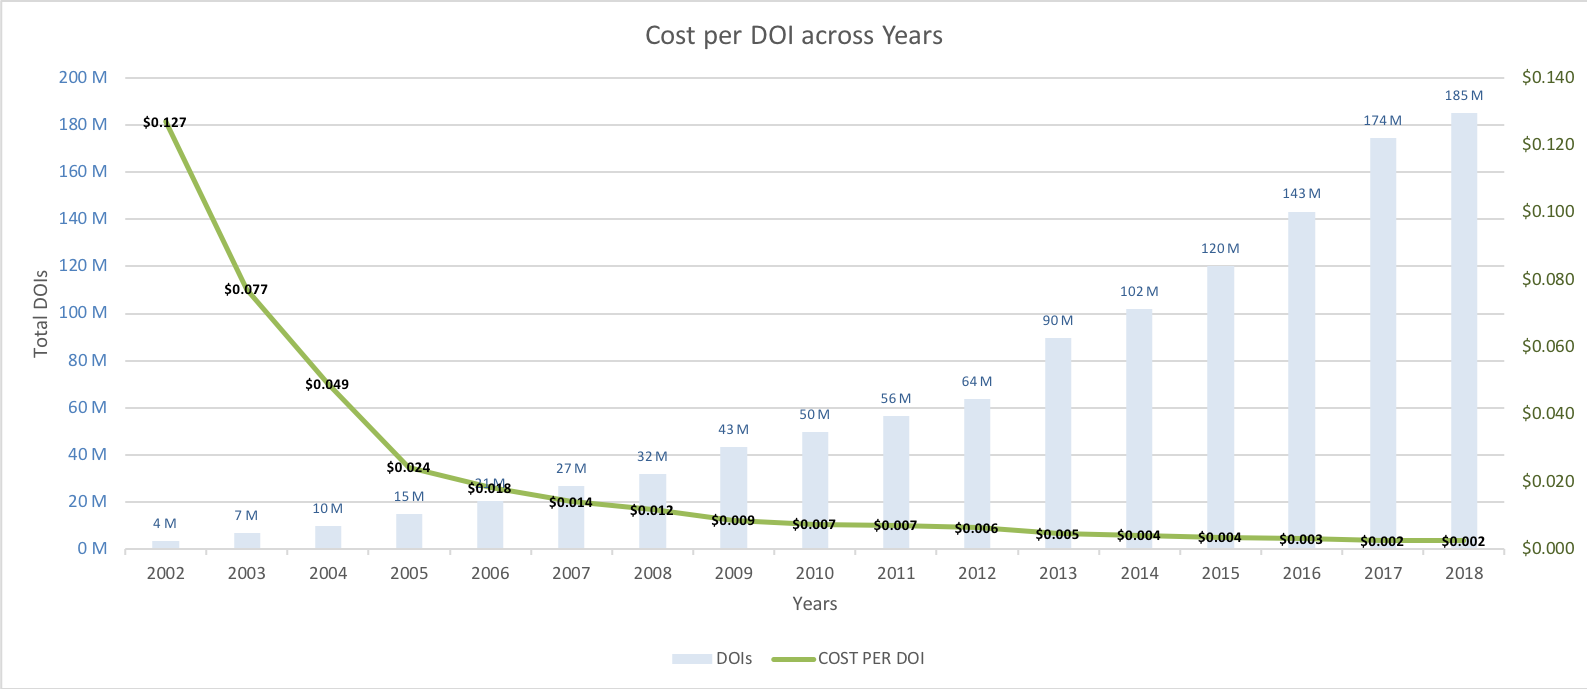 Cost per DOI across Years
200 M
180 M
160 M
140 M
120 M
100 M
80 M
60 M
40 M
20 M
0 M
Total DOIs
$0.140
$0.120
$0.100
$0.080
$0.060
$0.040
$0.020
$0.000
4 M
7 M
10 M
15 M
21 M
27 M
32 M
43 M
50 M
56 M
64 M
90 M
102 M
120 M
143 M
174 M
185 M
$0.127
$0.077
$0.049
$0.024
$0.018
$0.014
$0.012
$0.009
$0.007
$0.007
$0.006
$0.005
$0.004
$0.004
$0.003
$0.002
$0.002
2002 2003 2004 2005 2006 2007 2008 2009 2010 2011 2012 2013 2014 2015 2016 2017 2018
Years
DOIs COST PER DOI